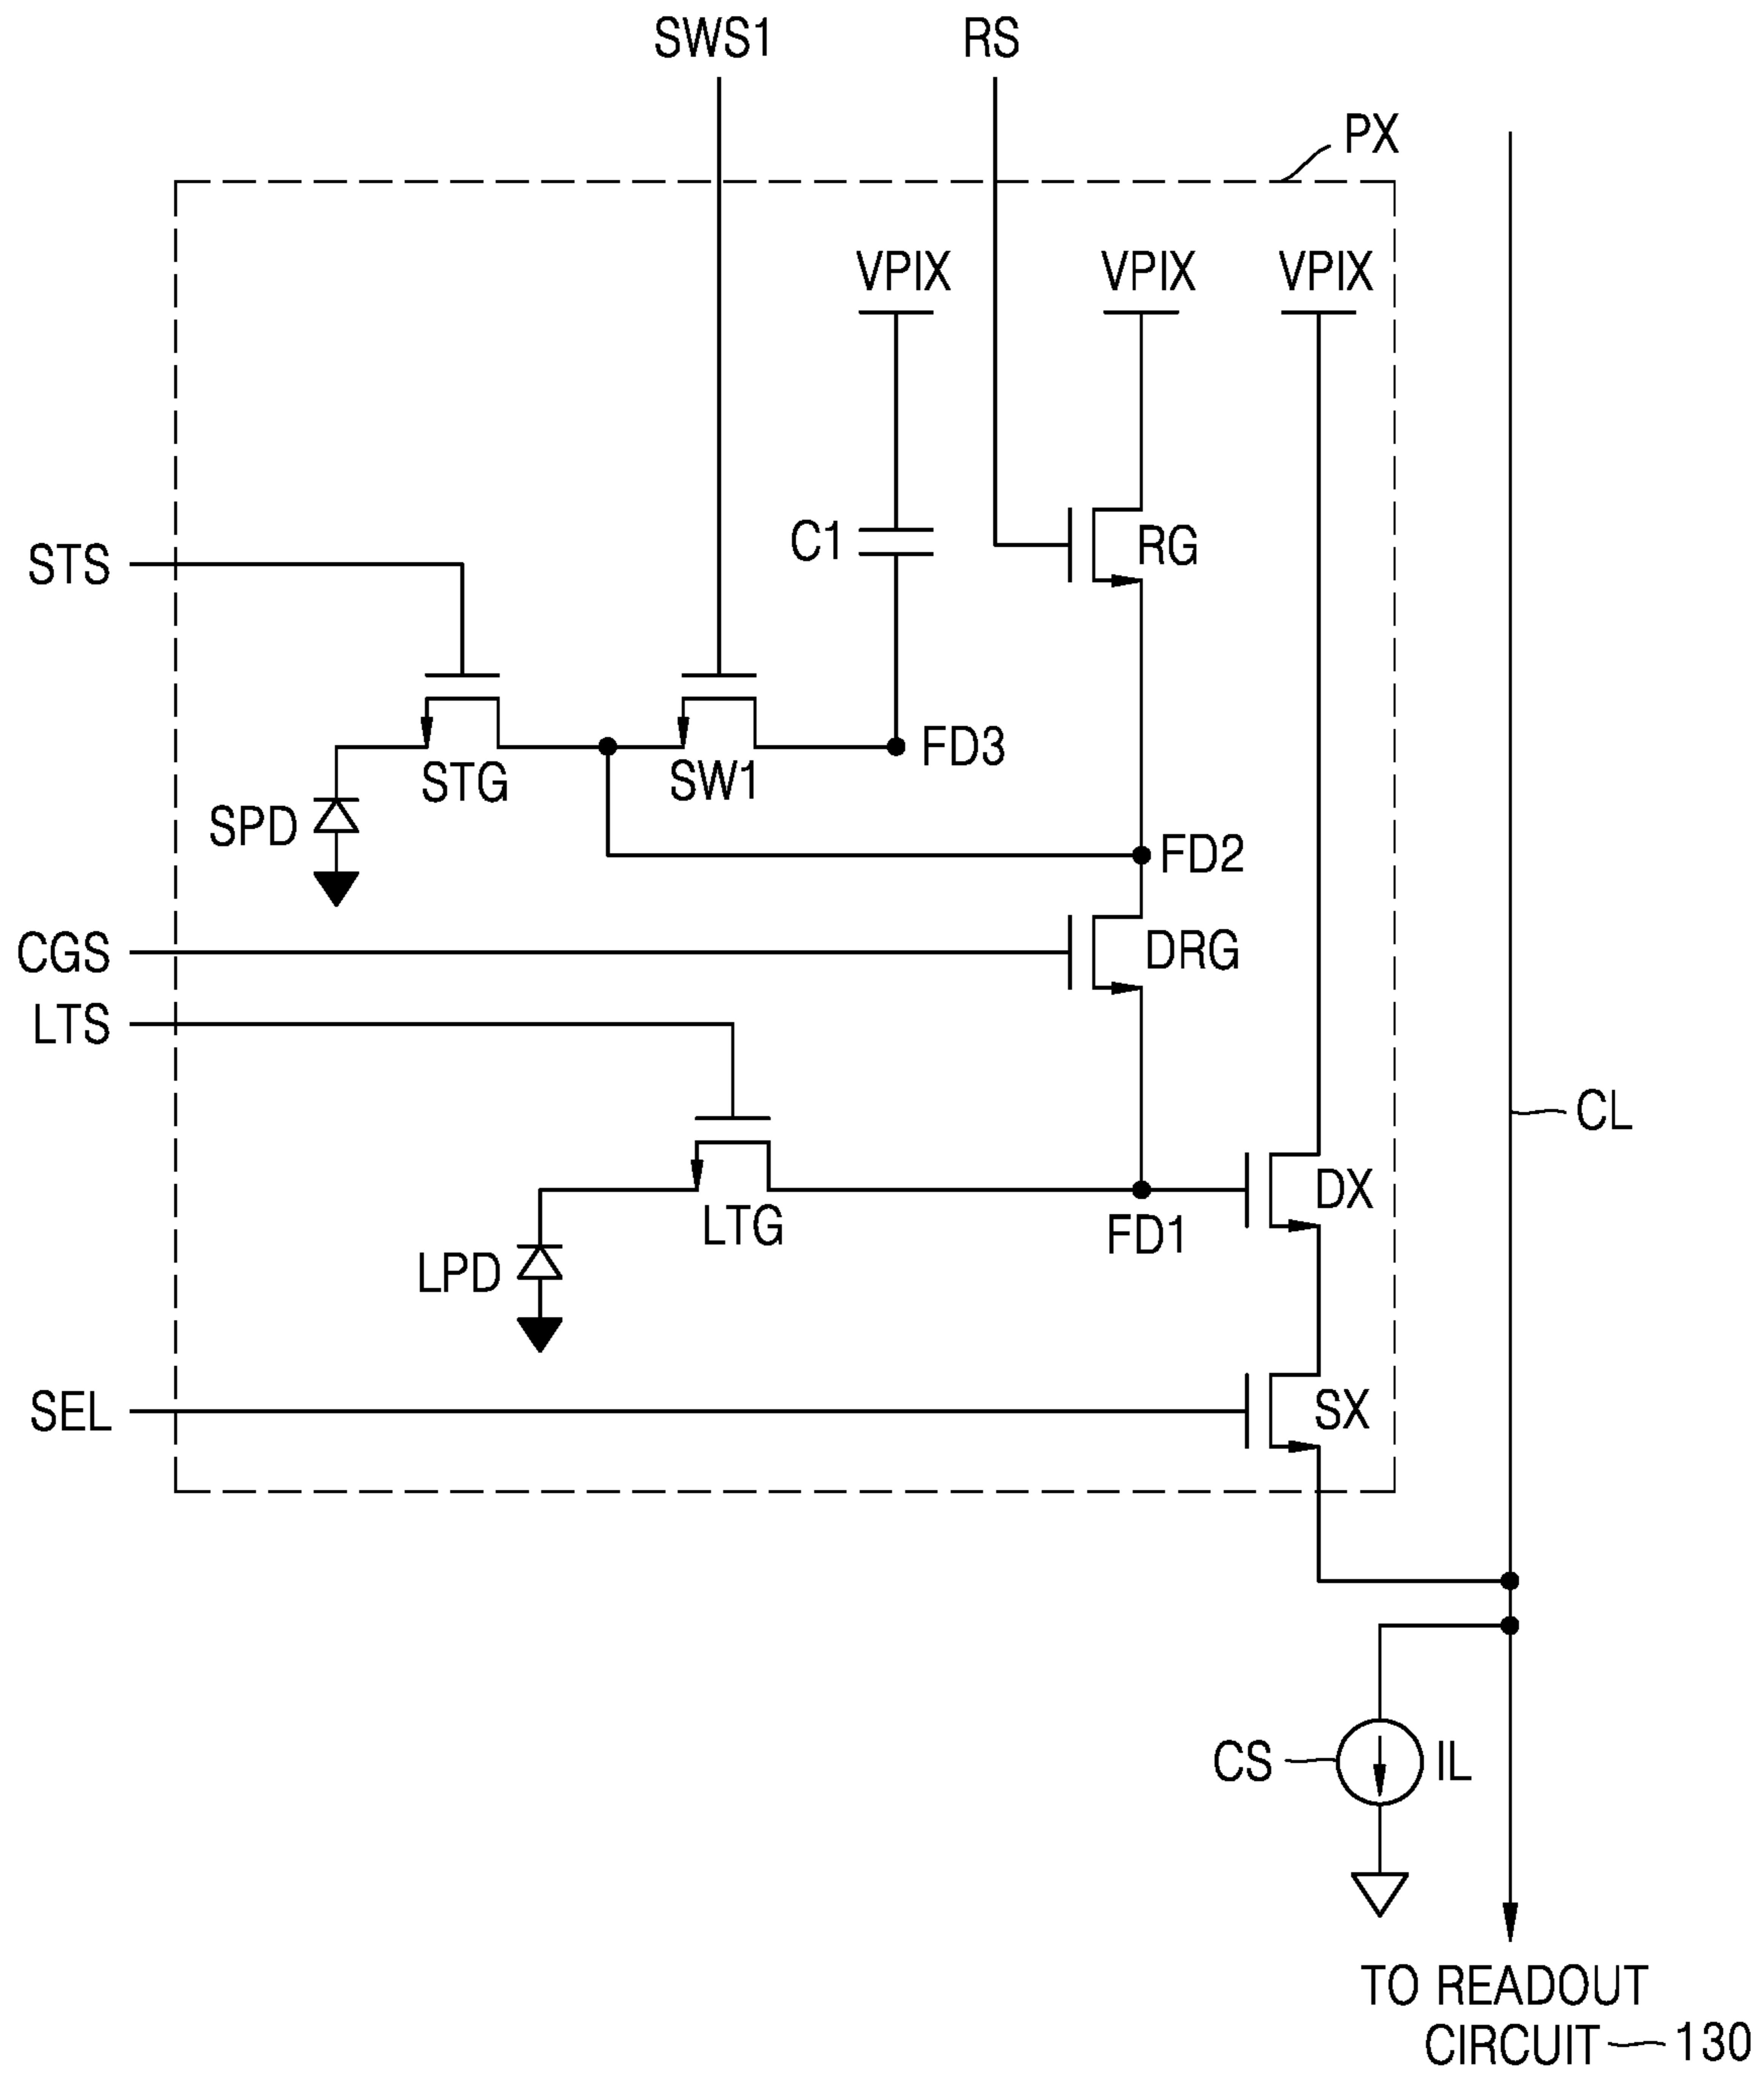 SWS1
RS
PX
VPIX
VPIX
VPIX
C1
RG
STS
STG
SW1
FD3
SPD
FD2
CGS
DRG
LTS
CL
LTG
FD1
DX
LPD
SEL
SX
CS
IL
TO READOUT
CIRCUIT 130